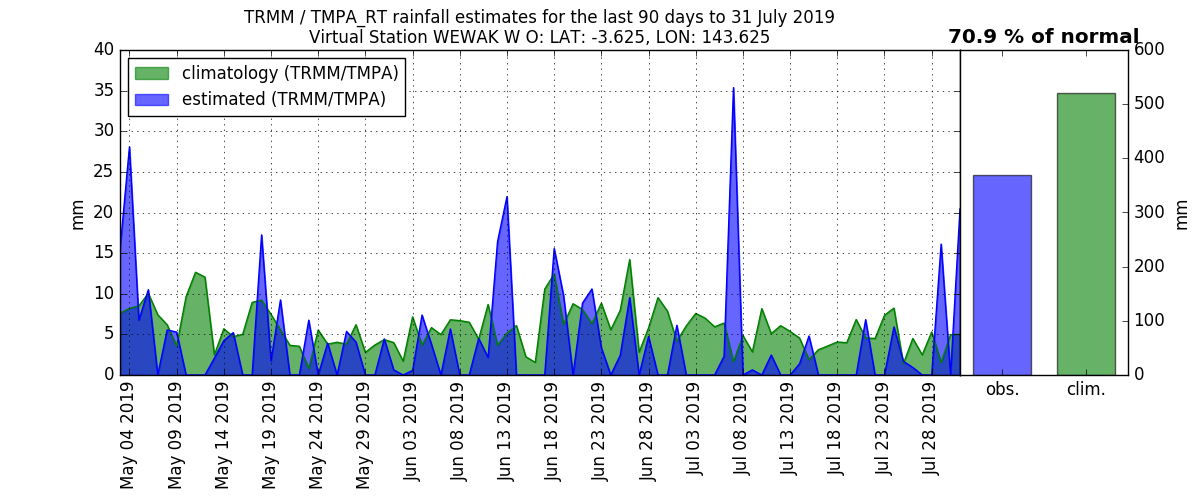 TRMM / TMPA_RT rainfall estimates for the last 90 days to 31 July 2019
Virtual Station WEWAK W O: LAT: -3.625, LON: 143.625
70.9 % of normal
climatology (TRMM/TMPA)
estimated (TRMM/TMPA)
mm
40
35
30
25
20
15
10
5
0
May 04 2019
May 09 2019
May 14 2019
May 19 2019
May 24 2019
May 29 2019
Jun 03 2019
Jun 08 2019
Jun 13 2019
Jun 18 2019
Jun 23 2019
Jun 28 2019
Jul 03 2019
Jul 08 2019
Jul 13 2019
Jul 18 2019
Jul 23 2019
Jul 28 2019
obs.
clim.
600
500
400
300
200
100
0
mm